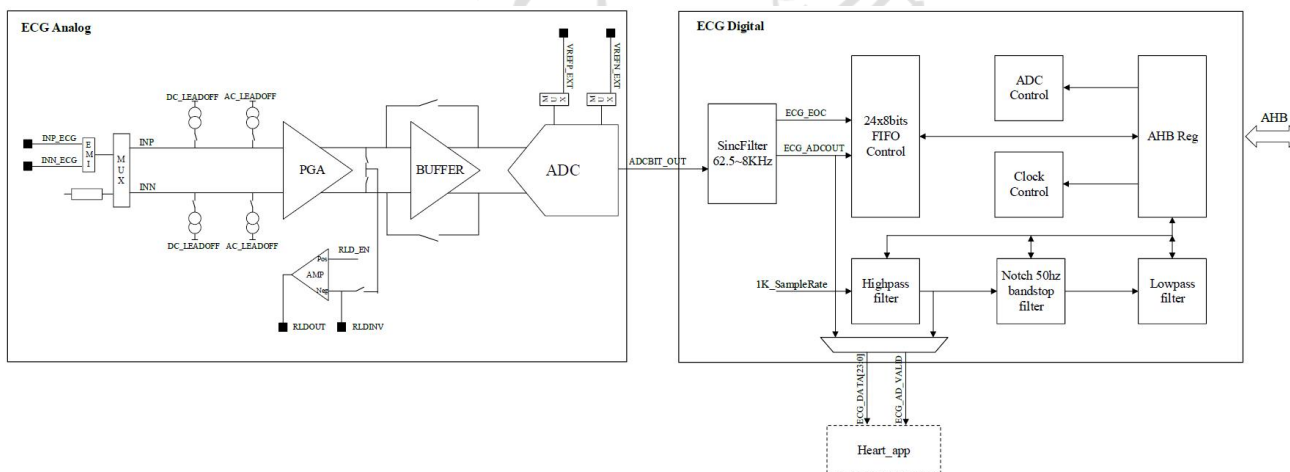 ECG Analog
ECG Digital
VREFP_EXT
VREFN_EXT
DC_LEADOFF
AC_LEADOFF
MUX
MUX
INP_ECG
INN_ECG
EMI
MUX
INP
INN
PGA
BUFFER
ADC
ADCBIT_OUT
DC_LEADOFF
AC_LEADOFF
RLD_EN
Pos
AMP
Neg
RLDOUT
RLDINV
SincFilter
62.5~8KHz
ECG_EOC
ECG_ADCOUT
24x8bits
FIFO
Control
ADC
Control
Clock
Control
AHB Reg
AHB
1K_SampleRate
Highpass
filter
Notch 50hz
bandstop
filter
Lowpass
filter
ECG_DATA[23:0]
ECG_AD_VALID
Heart_app